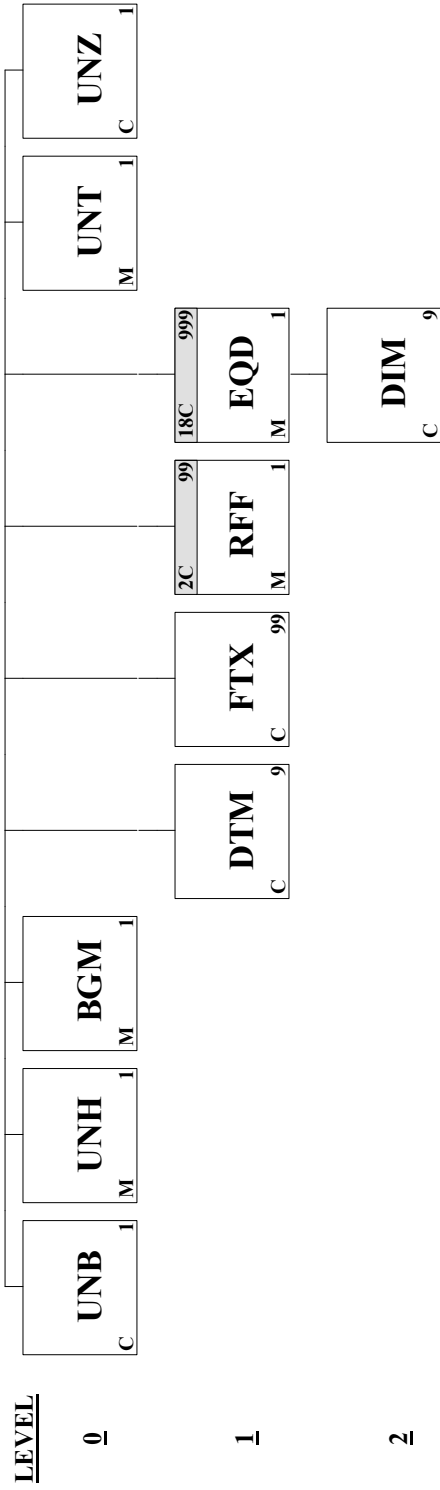 LEVEL
0
UNB
C 1
UNH
M 1
BGM
M 1
UNT
M 1
UNZ
C 1
1
DTM
C 9
FTX
C 99
2C 99
RFF
M 1
18C 999
EQD
M 1
2
DIM
C 9